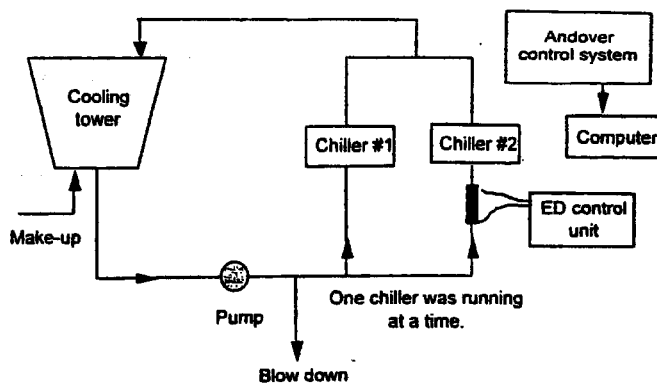 Andover
control system
Cooling
tower
Chiller #1
Chiller #2
Computer
ED control
unit
Make-up
Pump
One chiller was running
at a time.
Blow down